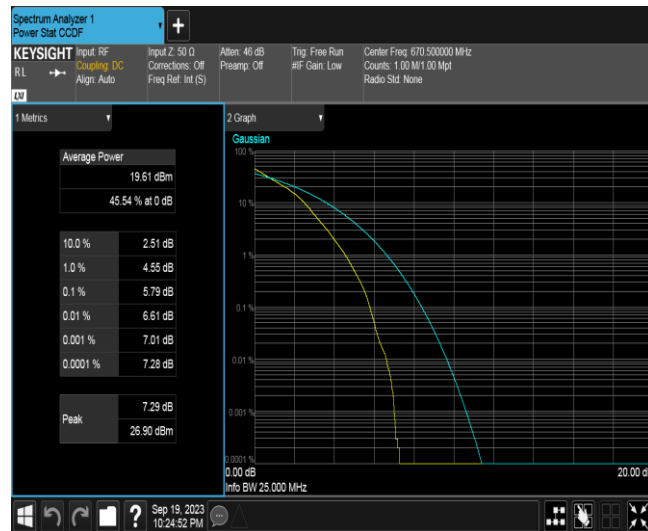 Spectrum Analyzer 1
Power Stat CCDF
KEYSIGHT
RL
LXI
Input: RF
Coupling: DC
Align: Auto
Input Z: 50 Ω
Corrections: Off
Freq Ref: Int (S)
Atten: 46 dB
Preamp: Off
Trig: Free Run
#IF Gain: Low
Center Freq: 670.500000 MHz
Counts: 1.00 M/1.00 Mpt
Radio Std: None
1 Metrics
Average Power
19.61 dBm
45.54 % at 0 dB
10.0 % 2.51 dB
1.0 % 4.55 dB
0.1 % 5.79 dB
0.01 % 6.61 dB
0.001 % 7.01 dB
0.0001 % 7.28 dB
Peak
7.29 dB
26.90 dBm
2 Graph
Gaussian
100 %
10 %
1 %
0.1 %
0.01 %
0.001 %
0.0001 %
0.00 dB
20.00 d
Info BW 25.000 MHz
Sep 19, 2023
10:24:52 PM